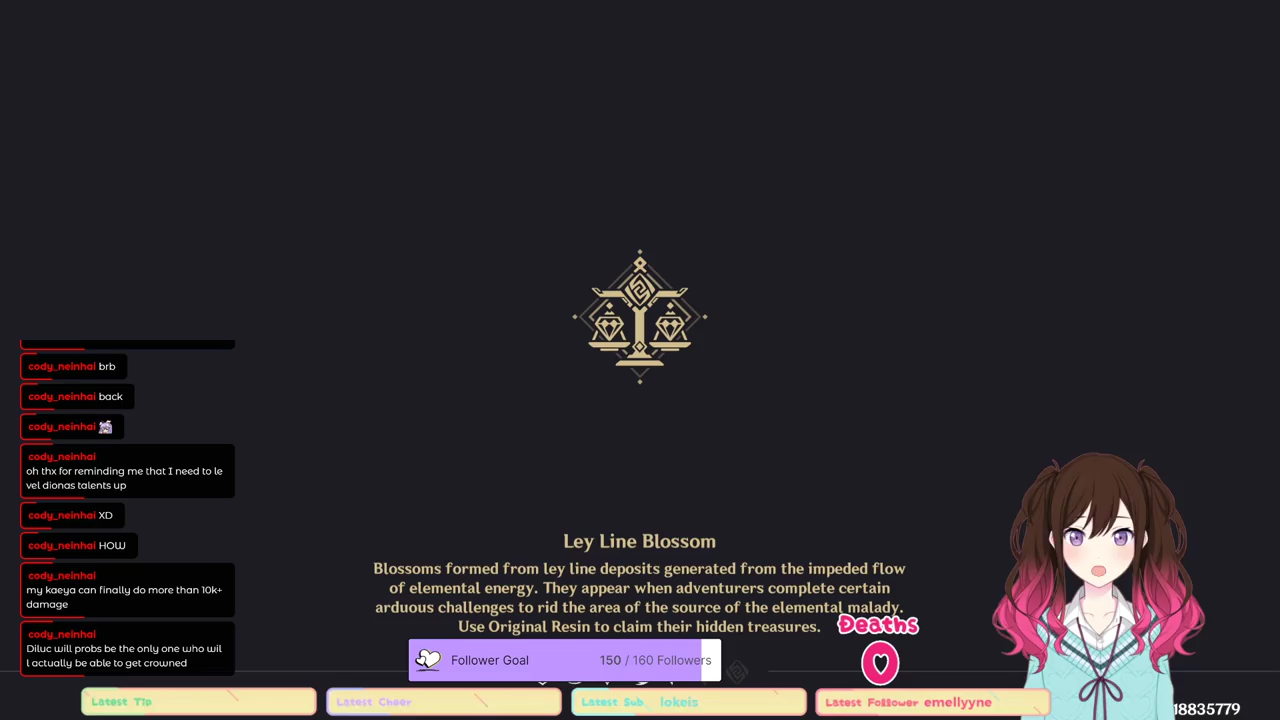 cody_neinhai brb
cody_neinhai back
cody_neinhai
cody_neinhai
oh thx for reminding me that I need to le
vel dionas talents up
cody_neinhai XD
cody_neinhai HOW
cody_neinhai
my kaeya can finally do more than 10k+
damage
cody_neinhai
Diluc will probs be the only one who wil
l actually be able to get crowned
Ley Line Blossom
Blossoms formed from ley line deposits generated from the impeded flow
of elemental energy. They appear when adventurers complete certain
arduous challenges to rid the area of the source of the elemental malady.
Use Original Resin to claim their hidden treasures.
Deaths
Follower Goal 150 / 160 Followers
Latest Tip
Latest Cheer
Latest Sub lokeis
Latest Follower emellyyne
18835779